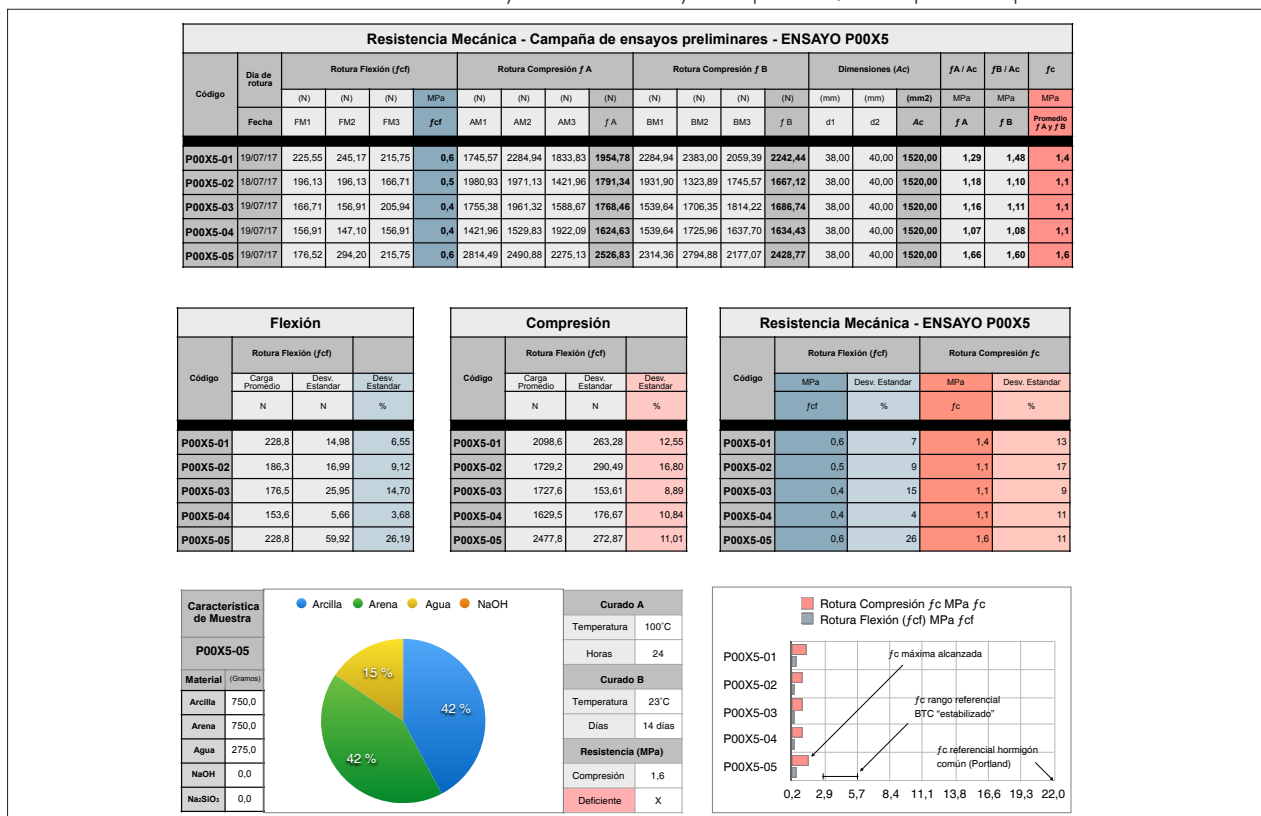 Resistencia Mecánica - Campaña de ensayos preliminares - ENSAYO P00X5
Código Dia de rotura Rotura Flexión (ƒcf) Rotura Compresión ƒ A Rotura Compresión ƒ B Dimensiones (Ac) ƒA / Ac ƒB / Ac ƒc
(N) (N) (N) MPa (N) (N) (N) (N) (N) (N) (N) (N) (mm) (mm) (mm2) MPa MPa MPa
Fecha FM1 FM2 FM3 ƒcf AM1 AM2 AM3 ƒ A BM1 BM2 BM3 ƒ B d1 d2 Ac ƒ A ƒ B Promedio ƒ A y ƒ B
P00X5-01 19/07/17 225,55 245,17 215,75 0,6 1745,57 2284,94 1833,83 1954,78 2284,94 2383,00 2059,39 2242,44 38,00 40,00 1520,00 1,29 1,48 1,4
P00X5-02 18/07/17 196,13 196,13 166,71 0,5 1980,93 1971,13 1421,96 1791,34 1931,90 1323,89 1745,57 1667,12 38,00 40,00 1520,00 1,18 1,10 1,1
P00X5-03 19/07/17 166,71 156,91 205,94 0,4 1755,38 1961,32 1588,67 1768,46 1539,64 1706,35 1814,22 1686,74 38,00 40,00 1520,00 1,16 1,11 1,1
P00X5-04 19/07/17 156,91 147,10 156,91 0,4 1421,96 1529,83 1922,09 1624,63 1539,64 1725,96 1637,70 1634,43 38,00 40,00 1520,00 1,07 1,08 1,1
P00X5-05 19/07/17 176,52 294,20 215,75 0,6 2814,49 2490,88 2275,13 2526,83 2314,36 2794,88 2177,07 2428,77 38,00 40,00 1520,00 1,66 1,60 1,6
Flexión
Código Rotura Flexión (ƒcf)
Carga Promedio Desv. Estandar Desv. Estandar
N N %
P00X5-01 228,8 14,98 6,55
P00X5-02 186,3 16,99 9,12
P00X5-03 176,5 25,95 14,70
P00X5-04 153,6 5,66 3,68
P00X5-05 228,8 59,92 26,19
Compresión
Código Rotura Flexión (ƒcf)
Carga Promedio Desv. Estandar Desv. Estandar
N N %
P00X5-01 2098,6 263,28 12,55
P00X5-02 1729,2 290,49 16,80
P00X5-03 1727,6 153,61 8,89
P00X5-04 1629,5 176,67 10,84
P00X5-05 2477,8 272,87 11,01
Resistencia Mecánica - ENSAYO P00X5
Código Rotura Flexión (ƒcf) Rotura Compresión ƒc
MPa Desv. Estandar MPa Desv. Estandar
ƒcf % ƒc %
P00X5-01 0,6 7 1,4 13
P00X5-02 0,5 9 1,1 17
P00X5-03 0,4 15 1,1 9
P00X5-04 0,4 4 1,1 11
P00X5-05 0,6 26 1,6 11
Característica
de Muestra
P00X5-05
Material (Gramos)
Arcilla 750,0
Arena 750,0
Agua 275,0
NaOH 0,0
Na₂SiO₃ 0,0
Arcilla Arena Agua NaOH
15 %
42 %
42 %
Curado A
Temperatura 100˚C
Horas 24
Curado B
Temperatura 23˚C
Días 14 días
Resistencia (MPa)
Compresión 1,6
Deficiente X
Rotura Compresión ƒc MPa ƒc
Rotura Flexión (ƒcf) MPa ƒcf
P00X5-01
P00X5-02
P00X5-03
P00X5-04
P00X5-05
ƒc máxima alcanzada
ƒc rango referencial
BTC “estabilizado”
ƒc referencial hormigón
común (Portland)
0,2 2,9 5,7 8,4 11,1 13,8 16,6 19,3 22,0